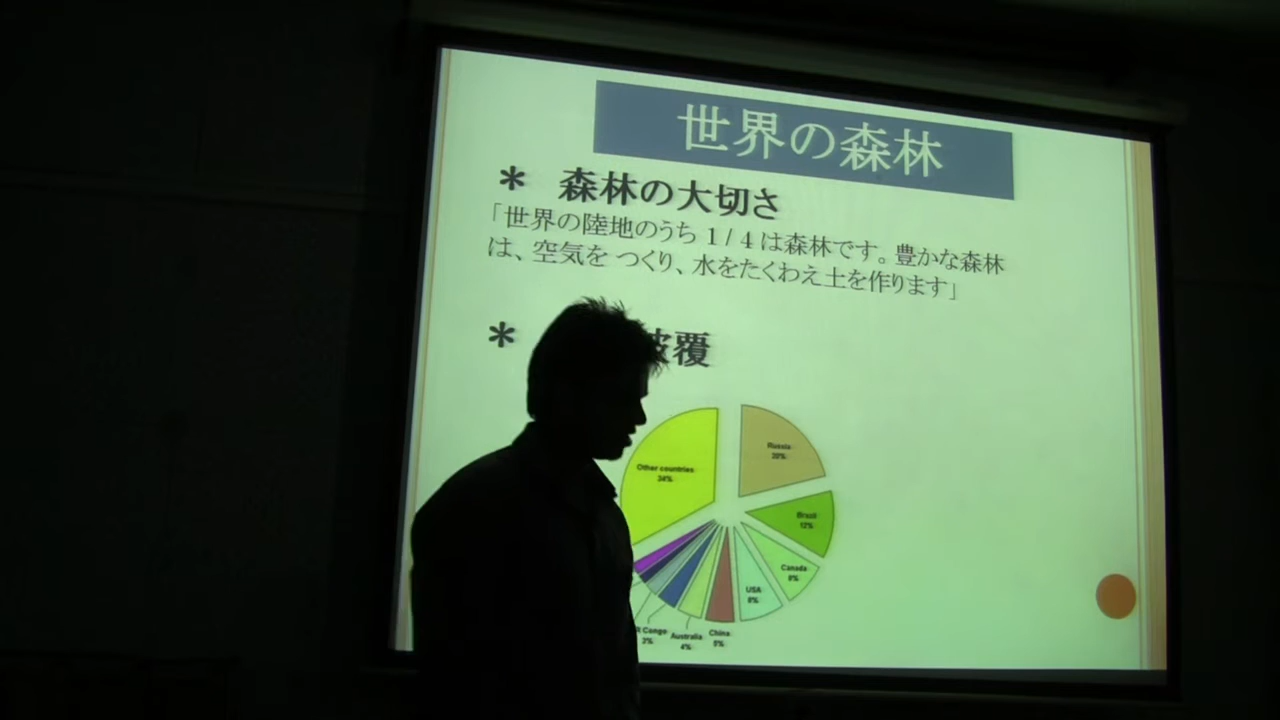 世界の森林
＊ 森林の大切さ
「世界の陸地のうち 1 / 4 は森林です。豊かな森林
は、空気を つくり、水をたくわえ土を作ります」
＊ 被覆
Russia
20%
Other countries
34%
Brazil
12%
Canada
8%
USA
8%
China
5%
Australia
4%
Congo
2%